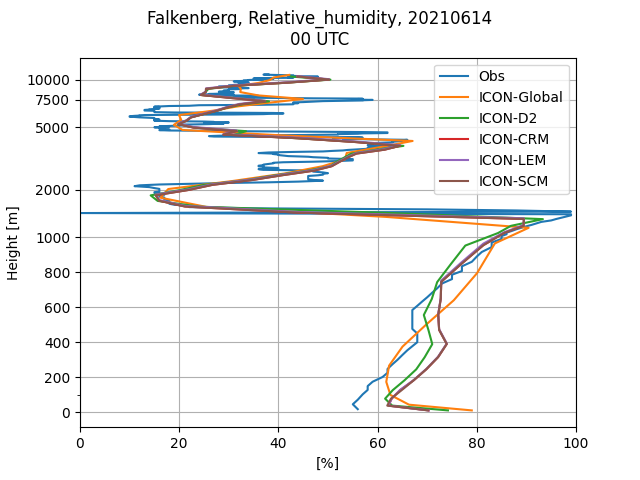 Falkenberg, Relative_humidity, 20210614
00 UTC
Obs
ICON-Global
ICON-D2
ICON-CRM
ICON-LEM
ICON-SCM
Height [m]
10000
7500
5000
2000
1000
800
600
400
200
0
0 20 40 60 80 100
[%]